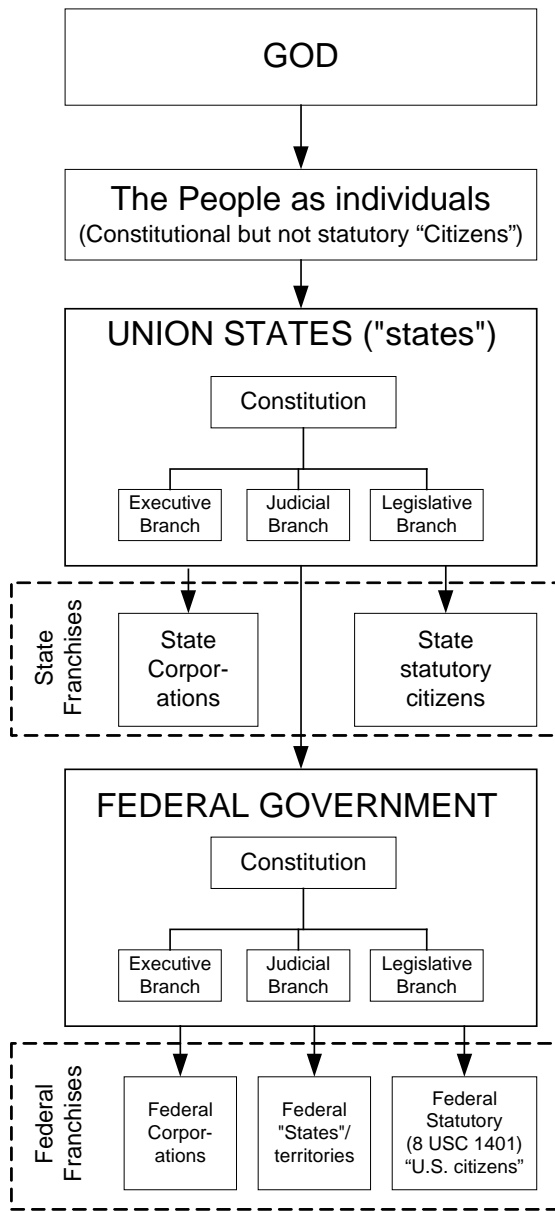 GOD
The People as individuals
(Constitutional but not statutory “Citizens”)
UNION STATES ("states")
Constitution
Executive
Branch
Judicial
Branch
Legislative
Branch
State
Franchises
State
Corpor-
ations
State
statutory
citizens
FEDERAL GOVERNMENT
Constitution
Executive
Branch
Judicial
Branch
Legislative
Branch
Federal
Franchises
Federal
Corpor-
ations
Federal
"States"/
territories
Federal
Statutory
(8 USC 1401)
“U.S. citizens”